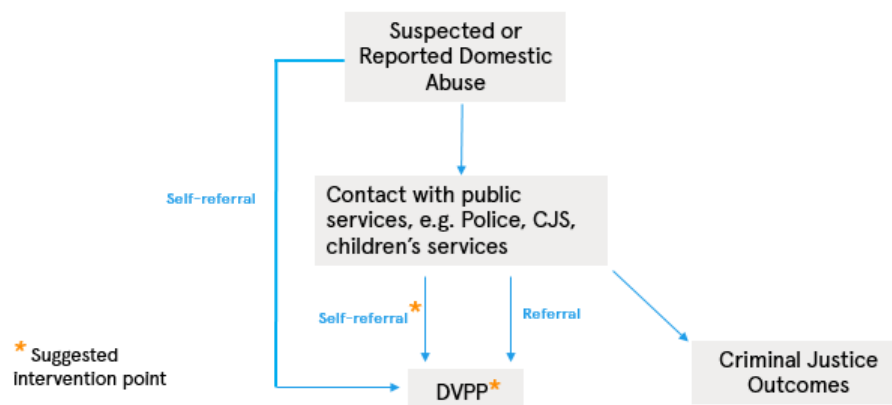 Suspected or
Reported Domestic
Abuse
Self-referral
Contact with public
services, e.g. Police, CJS,
children's services
Self-referral*
Referral
* Suggested
intervention point
DVPP*
Criminal Justice
Outcomes